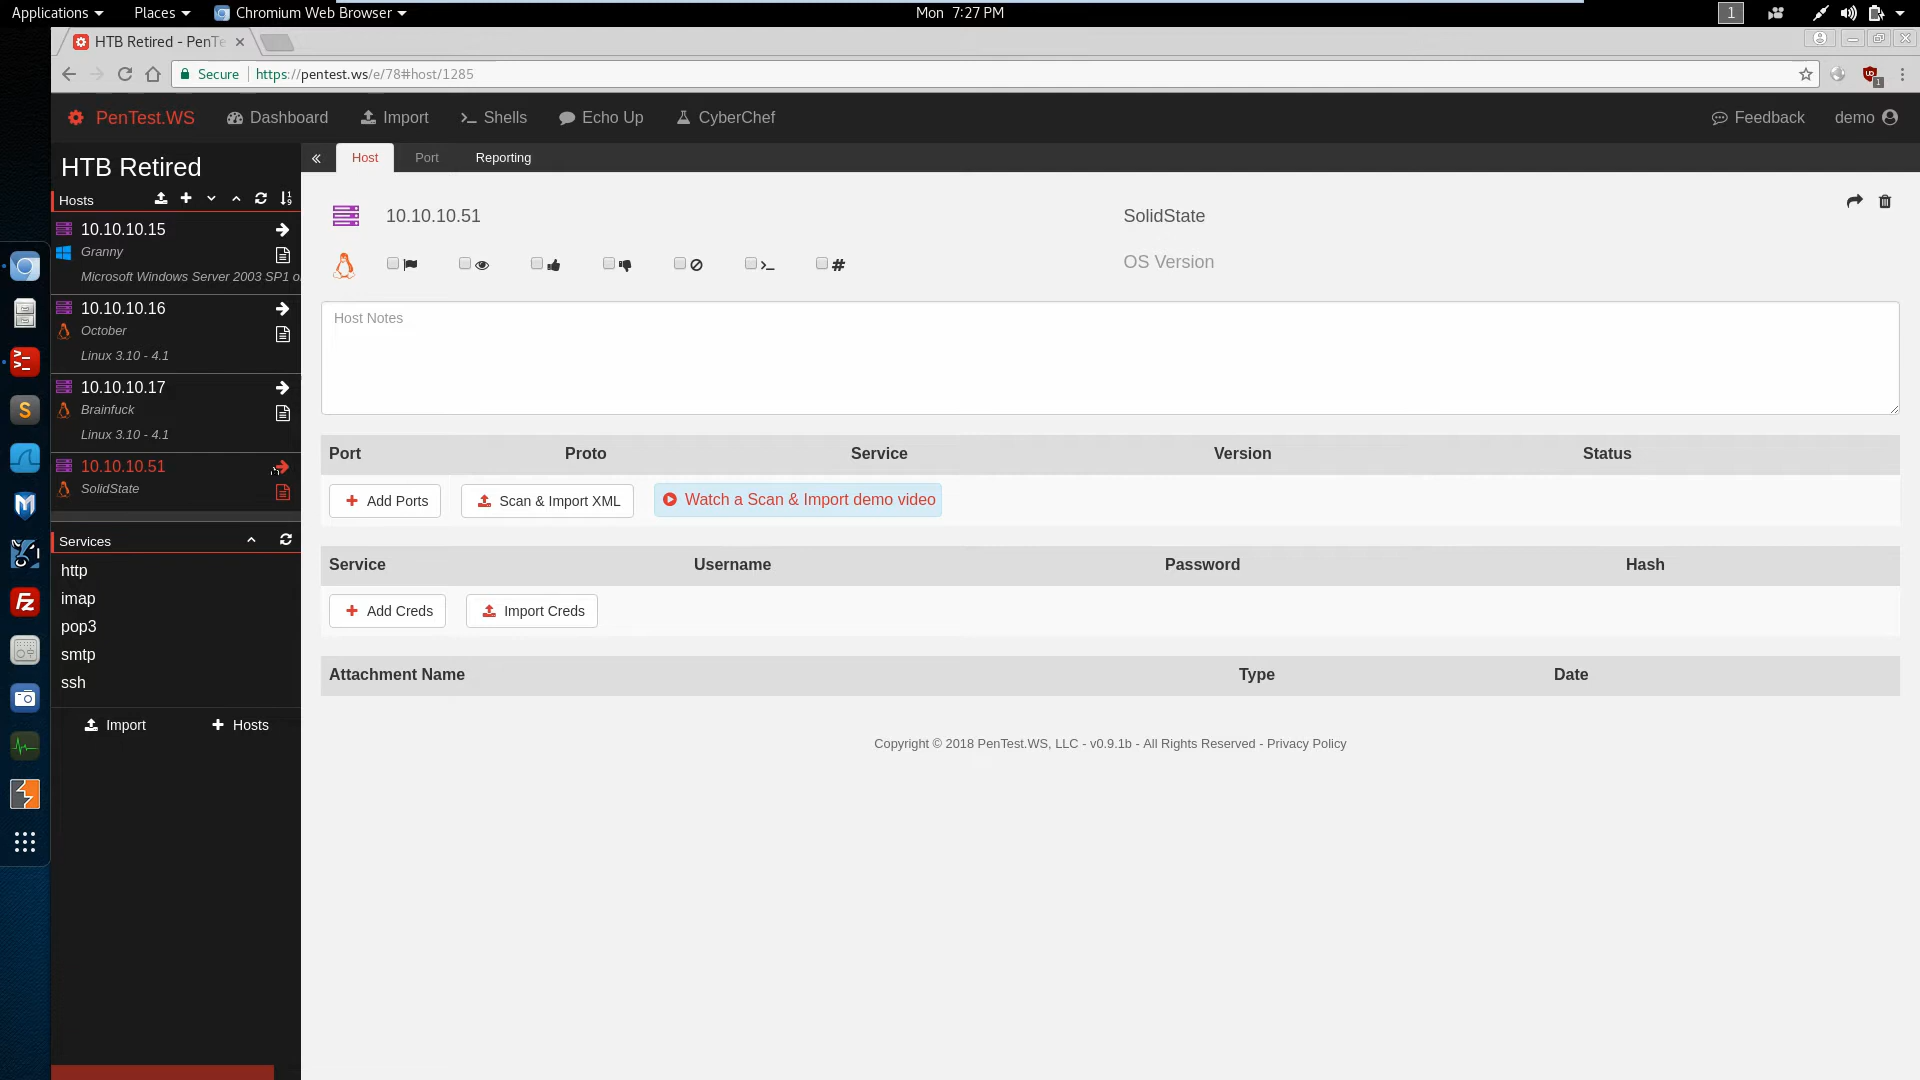 Applications Places Chromium Web Browser Mon 7:27 PM 1
HTB Retired - PenTe
Secure https://pentest.ws/e/78#host/1285
PenTest.WS Dashboard Import Shells Echo Up CyberChef Feedback demo
HTB Retired
Hosts
10.10.10.15
Granny
Microsoft Windows Server 2003 SP1 o
10.10.10.16
October
Linux 3.10 - 4.1
10.10.10.17
Brainfuck
Linux 3.10 - 4.1
10.10.10.51
SolidState
Services
http
imap
pop3
smtp
ssh
Import Hosts
Host Port Reporting
10.10.10.51 SolidState
OS Version
Host Notes
Port Proto Service Version Status
Add Ports Scan & Import XML Watch a Scan & Import demo video
Service Username Password Hash
Add Creds Import Creds
Attachment Name Type Date
Copyright © 2018 PenTest.WS, LLC - v0.9.1b - All Rights Reserved - Privacy Policy